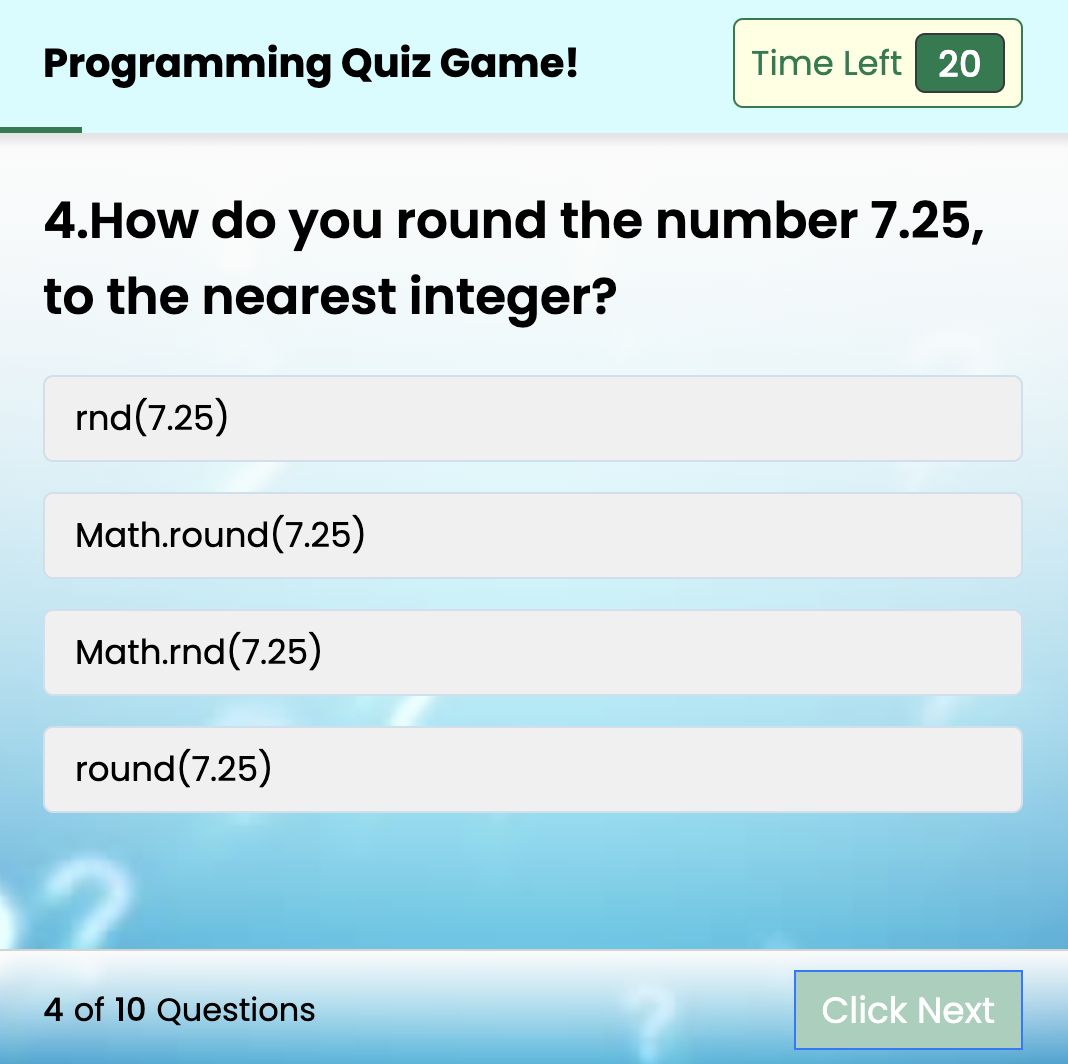 Programming Quiz Game!
Time Left 20
4.How do you round the number 7.25,
to the nearest integer?
rnd(7.25)
Math.round(7.25)
Math.rnd(7.25)
round(7.25)
4 of 10 Questions
Click Next